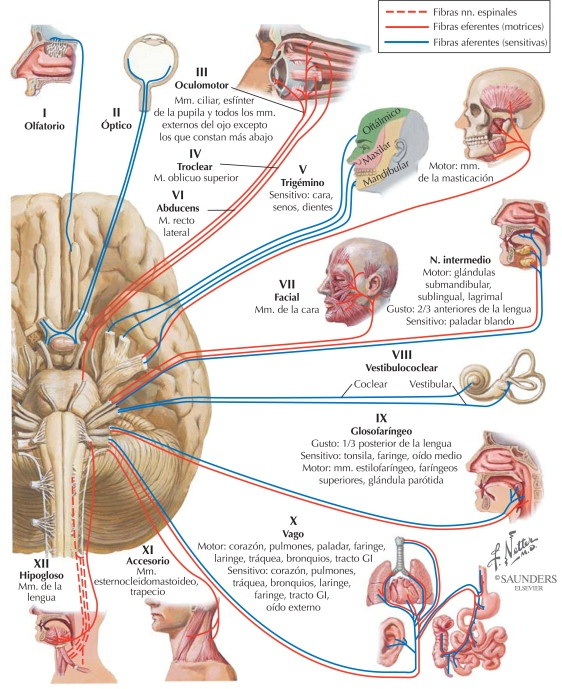 Fibras nn. espinales
Fibras eferentes (motrices)
Fibras aferentes (sensitivas)
I
Olfatorio
II
Óptico
III
Oculomotor
Mm. ciliar, esfínter
de la pupila y todos los mm.
externos del ojo excepto
los que constan más abajo
IV
Troclear
M. oblicuo superior
VI
Abducens
M. recto
lateral
V
Trigémino
Sensitivo: cara,
senos, dientes
Oftálmico
Maxilar
Mandibular
Motor: mm.
de la masticación
VII
Facial
Mm. de la cara
N. intermedio
Motor: glándulas
submandibular,
sublingual, lagrimal
Gusto: 2/3 anteriores de la lengua
Sensitivo: paladar blando
VIII
Vestibulococlear
Coclear
Vestibular
IX
Glosofaríngeo
Gusto: 1/3 posterior de la lengua
Sensitivo: tonsila, faringe, oído medio
Motor: mm. estilofaríngeo, faríngeos
superiores, glándula parótida
X
Vago
Motor: corazón, pulmones, paladar, faringe,
laringe, tráquea, bronquios, tracto GI
Sensitivo: corazón, pulmones,
tráquea, bronquios, laringe,
faringe, tracto GI,
oído externo
XI
Accesorio
Mm.
esternocleidomastoideo,
trapecio
XII
Hipogloso
Mm. de la
lengua
F. Netter
M.D.
©SAUNDERS
ELSEVIER